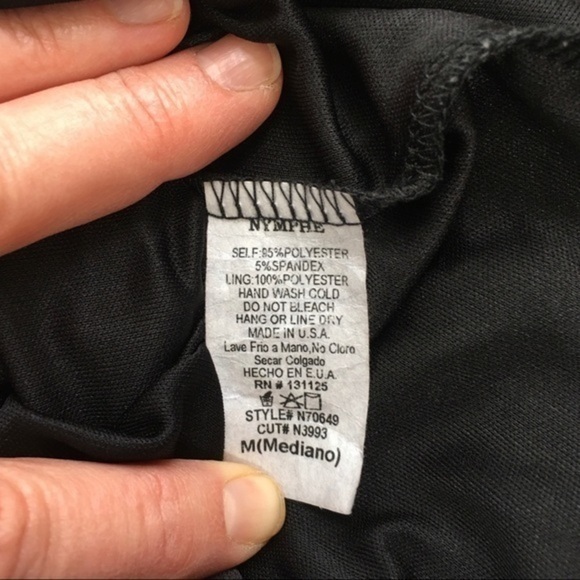 NYMPHE
SELF:85%POLYESTER
5%SPANDEX
LING:100%POLYESTER
HAND WASH COLD
DO NOT BLEACH
HANG OR LINE DRY
MADE IN U.S.A.
Lave Frio a Mano,No Cloro
Secar Colgado
HECHO EN E.U.A.
RN # 131125
STYLE# N70649
CUT# N3993
M(Mediano)